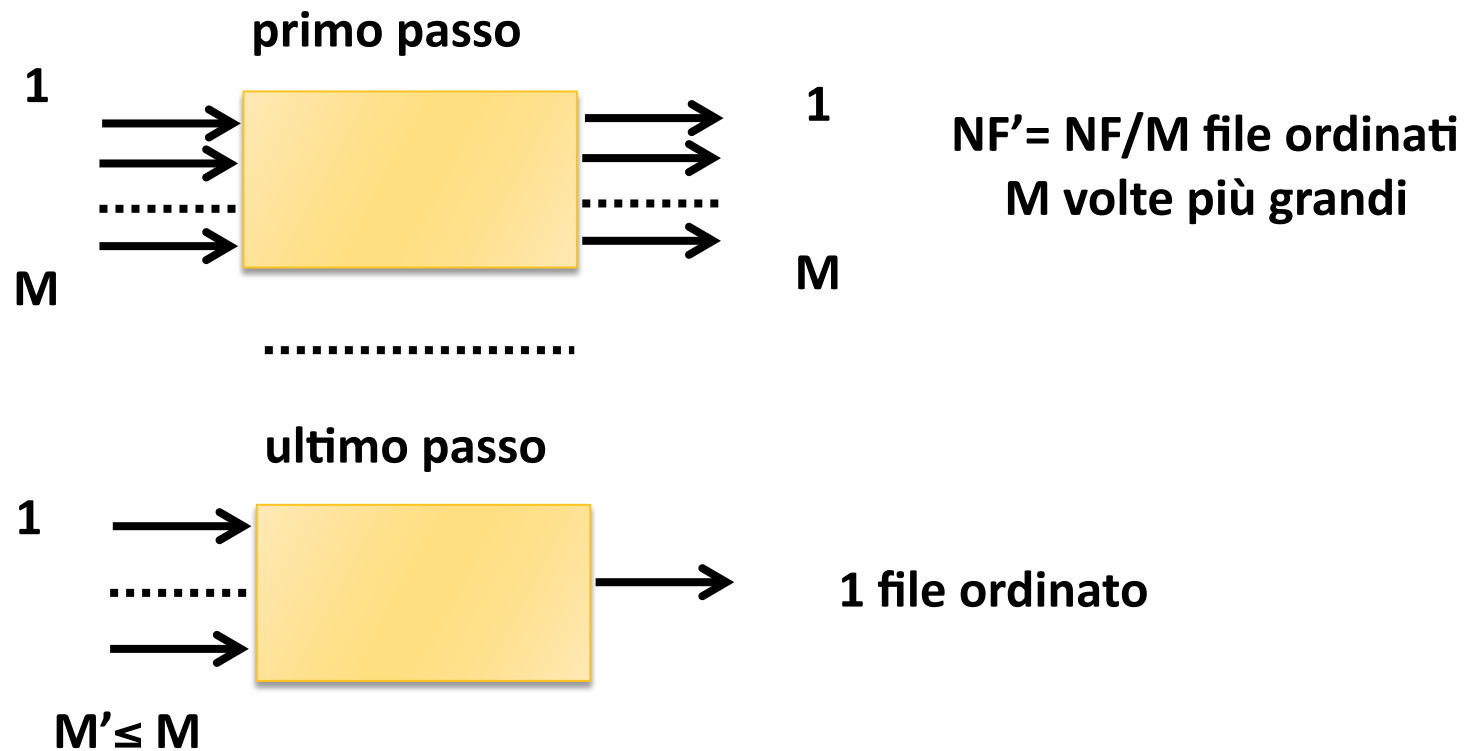 primo passo
1
1
NF’= NF/M file ordinati
M volte più grandi
M
M
ultimo passo
1
1 file ordinato
M’≤ M